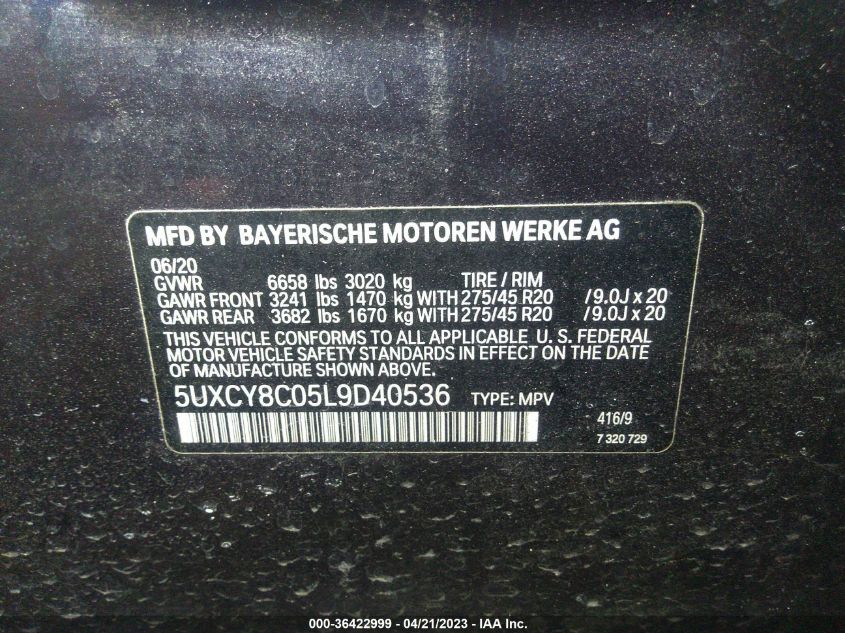 MFD BY BAYERISCHE MOTOREN WERKE AG
06/20
GVWR 6658 lbs 3020 kg TIRE / RIM
GAWR FRONT 3241 lbs 1470 kg WITH 275/45 R20 /9.0J x 20
GAWR REAR 3682 lbs 1670 kg WITH 275/45 R20 /9.0J x 20
THIS VEHICLE CONFORMS TO ALL APPLICABLE U. S. FEDERAL
MOTOR VEHICLE SAFETY STANDARDS IN EFFECT ON THE DATE
OF MANUFACTURE SHOWN ABOVE.
5UXCY8C05L9D40536 TYPE: MPV
416/9
7 320 729
000-36422999 - 04/21/2023 - IAA Inc.